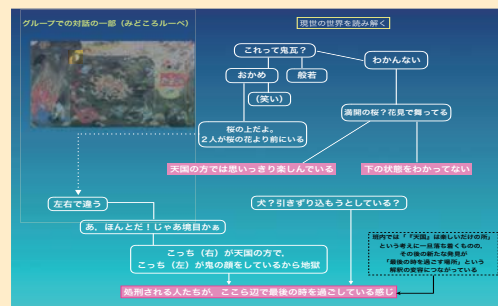 グループでの対話の一部（みどころルーペ）
現世の世界を読み解く
これって鬼瓦？
わかんない
おかめ
般若
（笑い）
満開の桜？花見で舞ってる
桜の上だよ。
２人が桜の花より前にいる
天国の方では思いっきり楽しんでいる
下の状態をわかってない
左右で違う
犬？引きずり込もうとしている？
あ，ほんとだ！じゃあ境目かぁ
こっち（右）が天国の方で，
こっち（左）が鬼の顔をしているから地獄
境内では「『天国』は楽しいだけの所」
という考えに一旦落ち着くものの，
その後の新たな発見が
「最後の時を過ごす場所」という
解釈の変容につながっている
処刑される人たちが，ここら辺で最後の時を過ごしている感じ